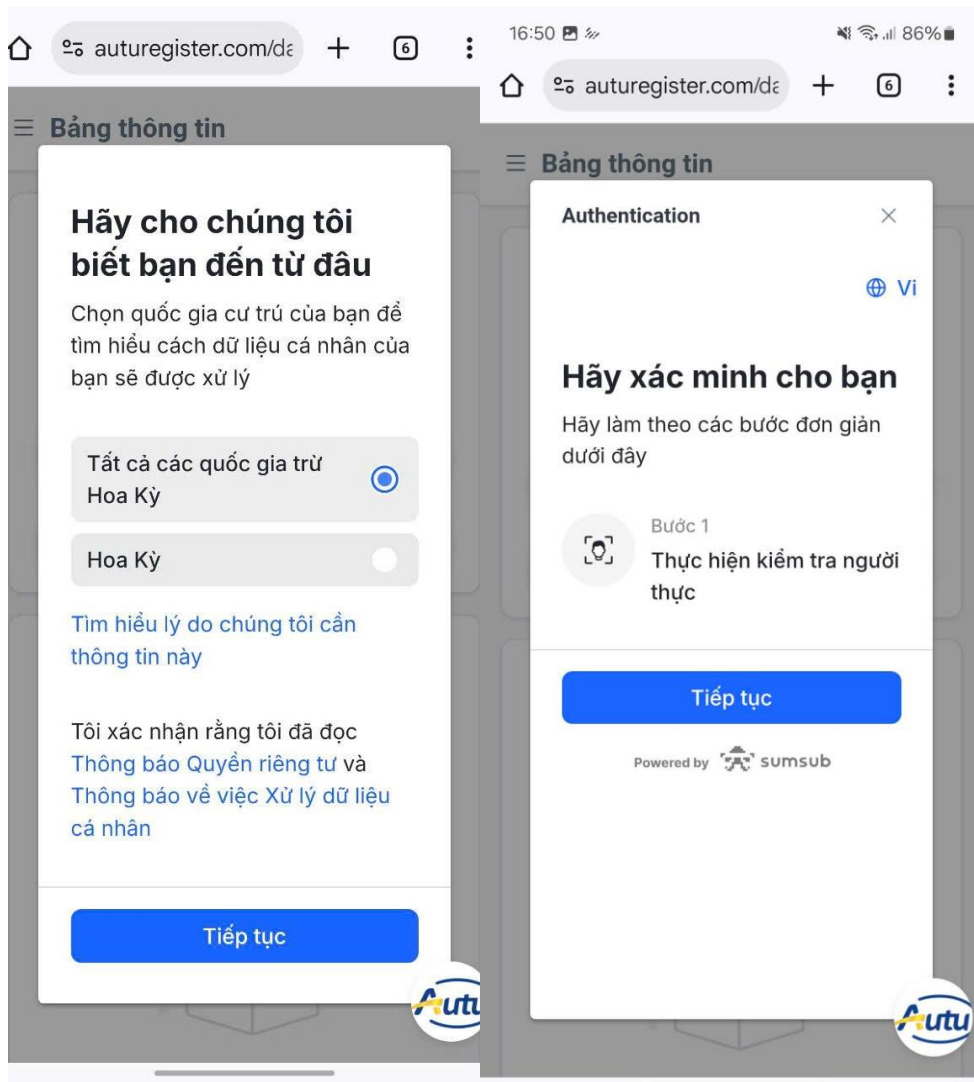 auturegister.com/da
6
Bảng thông tin
Hãy cho chúng tôi
biết bạn đến từ đâu
Chọn quốc gia cư trú của bạn để
tìm hiểu cách dữ liệu cá nhân của
bạn sẽ được xử lý
Tất cả các quốc gia trừ
Hoa Kỳ
Hoa Kỳ
Tìm hiểu lý do chúng tôi cần
thông tin này
Tôi xác nhận rằng tôi đã đọc
Thông báo Quyền riêng tư và
Thông báo về việc Xử lý dữ liệu
cá nhân
Tiếp tục
Autu
16:50
86%
auturegister.com/da
6
Bảng thông tin
Authentication
Vi
Hãy xác minh cho bạn
Hãy làm theo các bước đơn giản
dưới đây
Bước 1
Thực hiện kiểm tra người
thực
Tiếp tục
Powered by sumsub
Autu